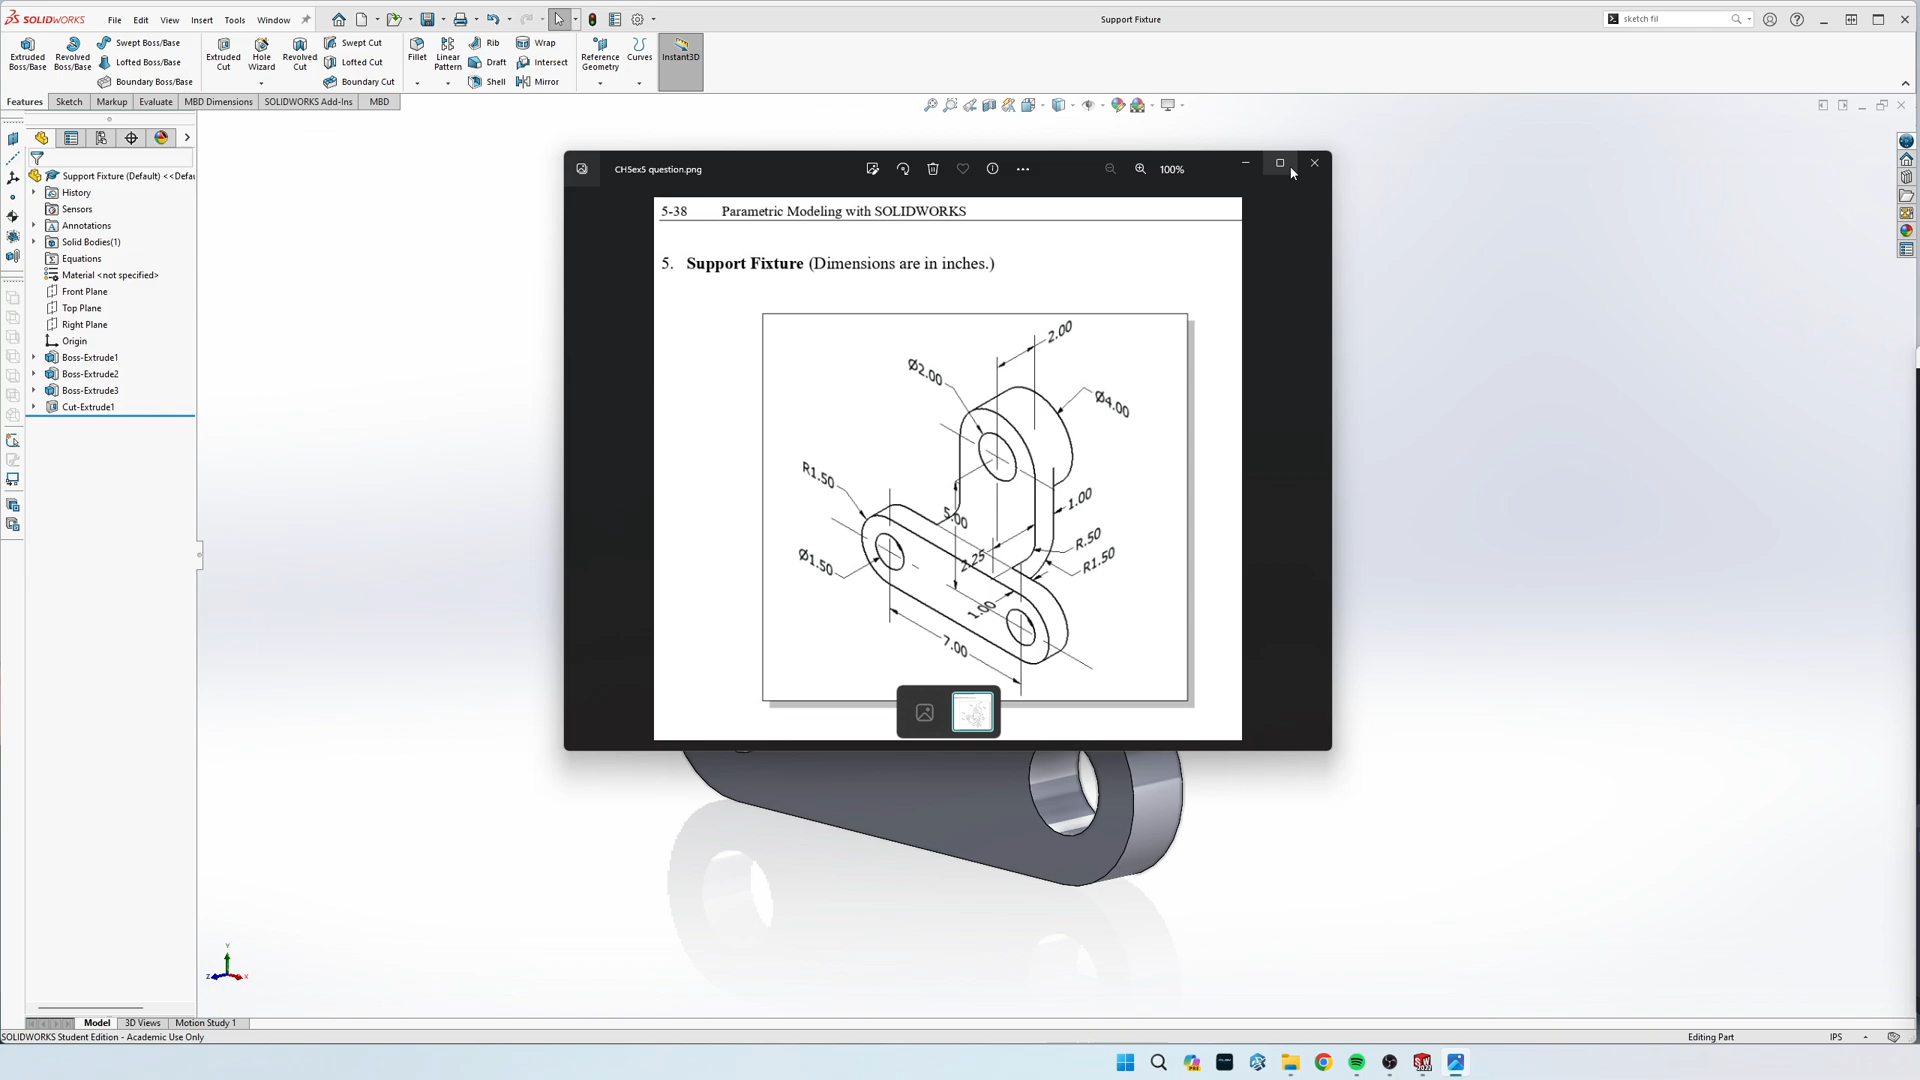 SOLIDWORKS File Edit View Insert Tools Window Support Fixture sketch fil
Extruded Boss/Base Revolved Boss/Base Swept Boss/Base Lofted Boss/Base Boundary Boss/Base Extruded Cut Hole Wizard Revolved Cut Swept Cut Lofted Cut Boundary Cut Fillet Linear Pattern Rib Draft Shell Wrap Intersect Mirror Reference Geometry Curves Instant3D
Features Sketch Markup Evaluate MBD Dimensions SOLIDWORKS Add-Ins MBD
Support Fixture (Default) <<Defau
History
Sensors
Annotations
Solid Bodies(1)
Equations
Material <not specified>
Front Plane
Top Plane
Right Plane
Origin
Boss-Extrude1
Boss-Extrude2
Boss-Extrude3
Cut-Extrude1
CH5ex5 question.png 100%
5-38 Parametric Modeling with SOLIDWORKS
5. Support Fixture (Dimensions are in inches.)
2.00
Ø2.00
Ø4.00
R1.50
1.00
5.00
R.50
Ø1.50
2.25
R1.50
1.00
7.00
Y
Z X
Model 3D Views Motion Study 1
SOLIDWORKS Student Edition - Academic Use Only Editing Part IPS